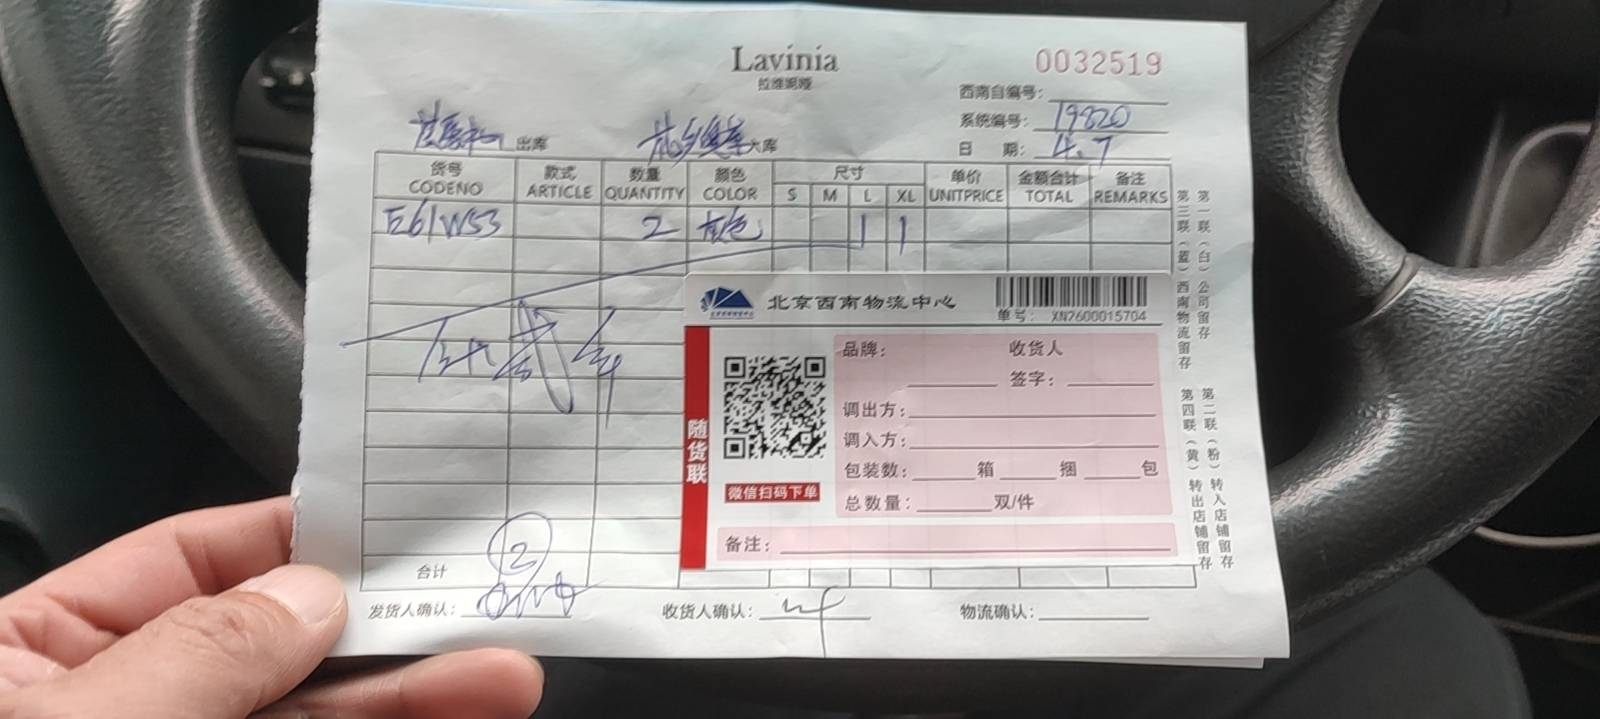 Lavinia
拉维妮娅
0032519
西南自编号:
系统编号: 19820
日 期: 4.7
出库
入库
货号 款式 数量 颜色 尺寸 单价 金额合计 备注
CODENO ARTICLE QUANTITY COLOR S M L XL UNITPRICE TOTAL REMARKS
E61W53 2 灰色 1 1
北京西南物流中心
单号: XN2600015704
品牌: 收货人
签字:
调出方:
调入方:
包装数: 箱 捆 包
总数量: 双/件
备注:
随货联
微信扫码下单
合计 2
发货人确认: 收货人确认: 物流确认:
第一联(白)公司留存
第二联(粉)转入店铺留存
第三联(蓝)西南物流留存
第四联(黄)转出店铺留存